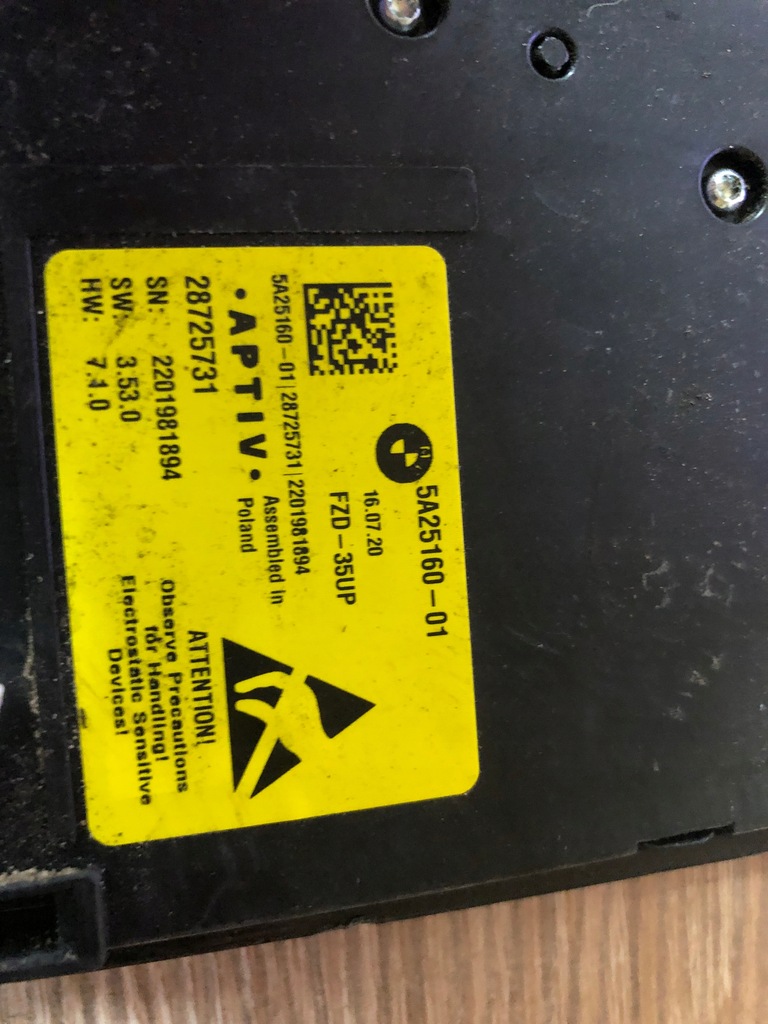 5A25160-01
16.07.20
FZD-35UP
5A25160-01|28725731|2201981894
•APTIV•
Assembled in
Poland
28725731
SN: 2201981894
SW: 3.53.0
HW: 7.1.0
ATTENTION!
Observe Precautions
for Handling!
Electrostatic Sensitive
Devices!